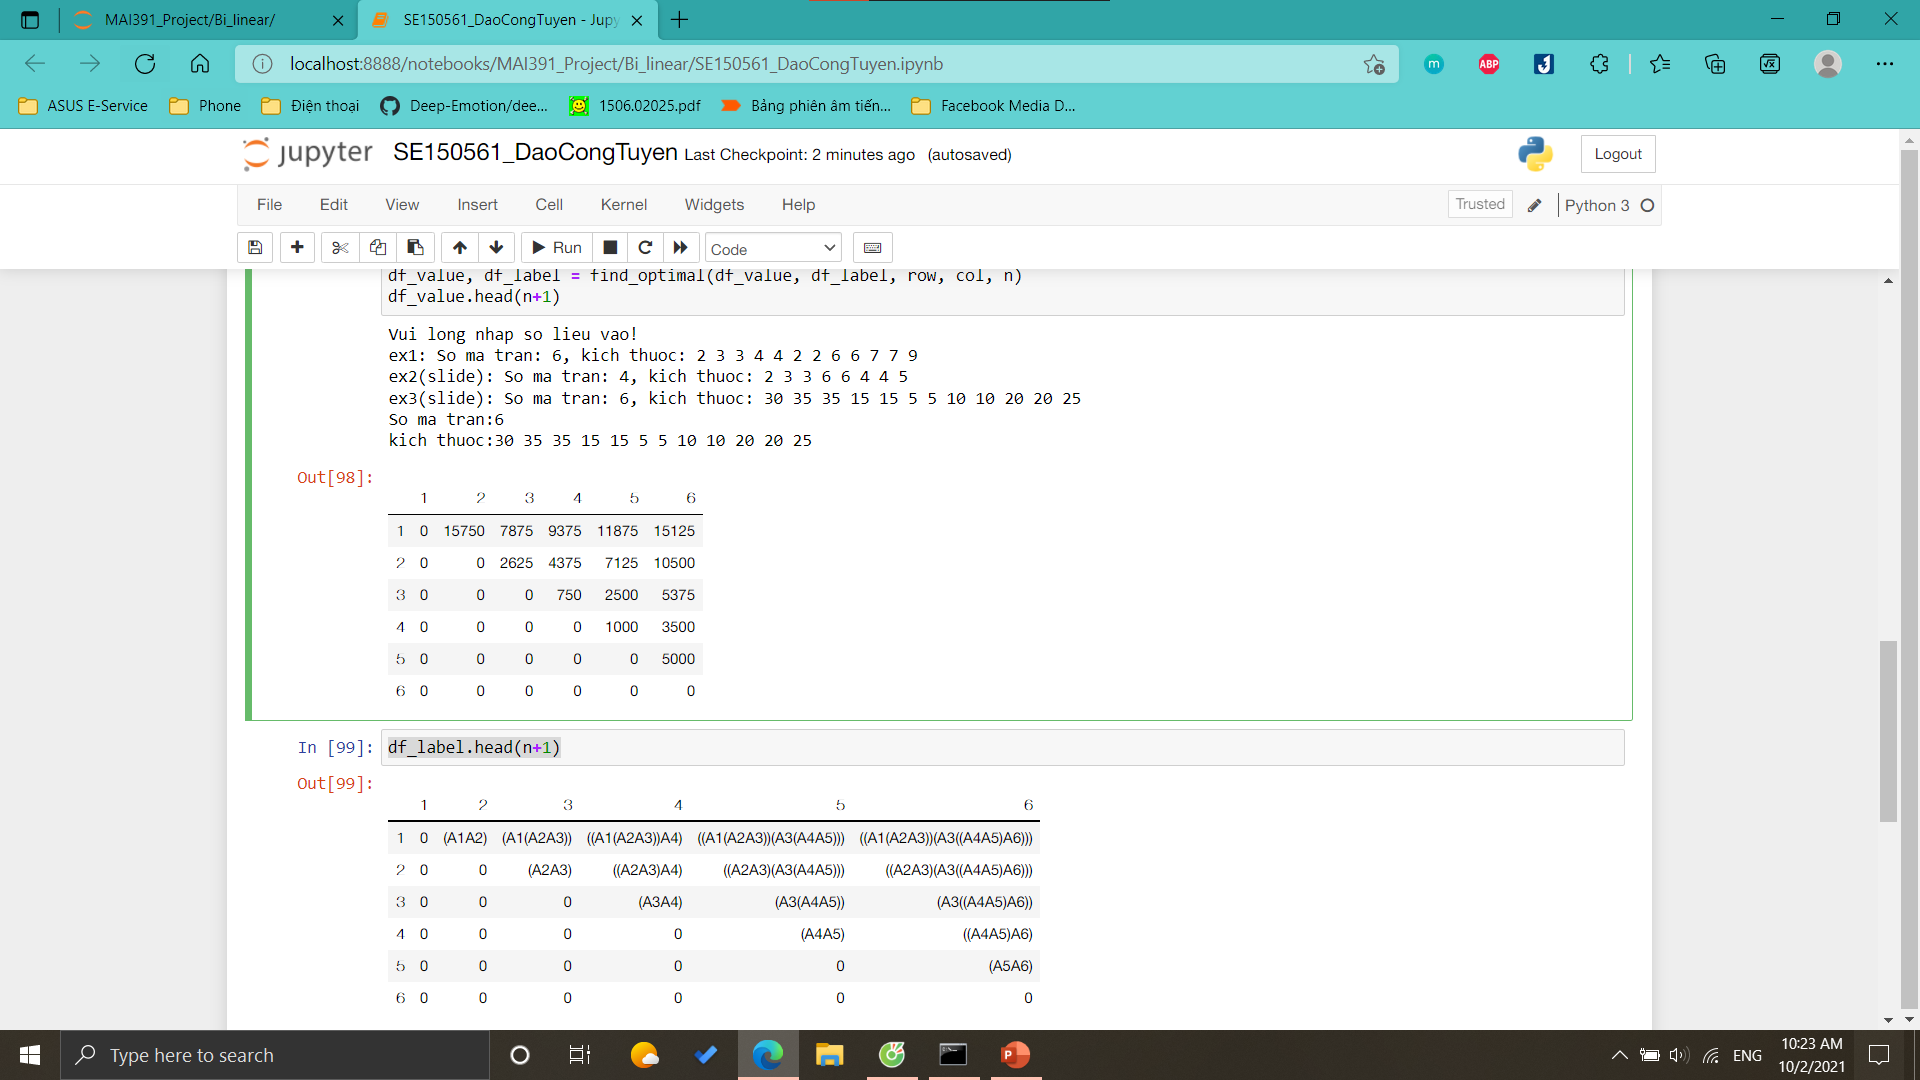 MAI391_Project/Bi_linear/
SE150561_DaoCongTuyen - Jupy
localhost:8888/notebooks/MAI391_Project/Bi_linear/SE150561_DaoCongTuyen.ipynb
m
ABP
ASUS E-Service
Phone
Điện thoại
Deep-Emotion/dee...
1506.02025.pdf
Bảng phiên âm tiến...
Facebook Media D...
jupyter SE150561_DaoCongTuyen Last Checkpoint: 2 minutes ago (autosaved)
Logout
File Edit View Insert Cell Kernel Widgets Help
Trusted
Python 3
Run
Code
df_value, df_label = find_optimal(df_value, df_label, row, col, n)
df_value.head(n+1)
Vui long nhap so lieu vao!
ex1: So ma tran: 6, kich thuoc: 2 3 3 4 4 2 2 6 6 7 7 9
ex2(slide): So ma tran: 4, kich thuoc: 2 3 3 6 6 4 4 5
ex3(slide): So ma tran: 6, kich thuoc: 30 35 35 15 15 5 5 10 10 20 20 25
So ma tran:6
kich thuoc:30 35 35 15 15 5 5 10 10 20 20 25
Out[98]:
1 2 3 4 5 6
1 0 15750 7875 9375 11875 15125
2 0 0 2625 4375 7125 10500
3 0 0 0 750 2500 5375
4 0 0 0 0 1000 3500
5 0 0 0 0 0 5000
6 0 0 0 0 0 0
In [99]: df_label.head(n+1)
Out[99]:
1 2 3 4 5 6
1 0 (A1A2) (A1(A2A3)) ((A1(A2A3))A4) ((A1(A2A3))(A3(A4A5))) ((A1(A2A3))(A3((A4A5)A6)))
2 0 0 (A2A3) ((A2A3)A4) ((A2A3)(A3(A4A5))) ((A2A3)(A3((A4A5)A6)))
3 0 0 0 (A3A4) (A3(A4A5)) (A3((A4A5)A6))
4 0 0 0 0 (A4A5) ((A4A5)A6)
5 0 0 0 0 0 (A5A6)
6 0 0 0 0 0 0
Type here to search
ENG
10:23 AM
10/2/2021